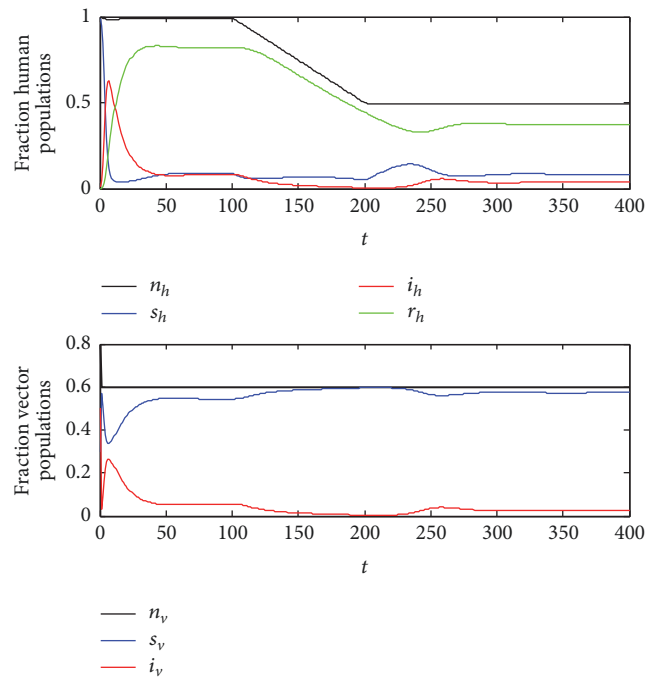 Fraction human
populations
1
0.5
0
0 50 100 150 200 250 300 350 400
t
n_h i_h
s_h r_h
Fraction vector
populations
0.8
0.6
0.4
0.2
0
0 50 100 150 200 250 300 350 400
t
n_v
s_v
i_v